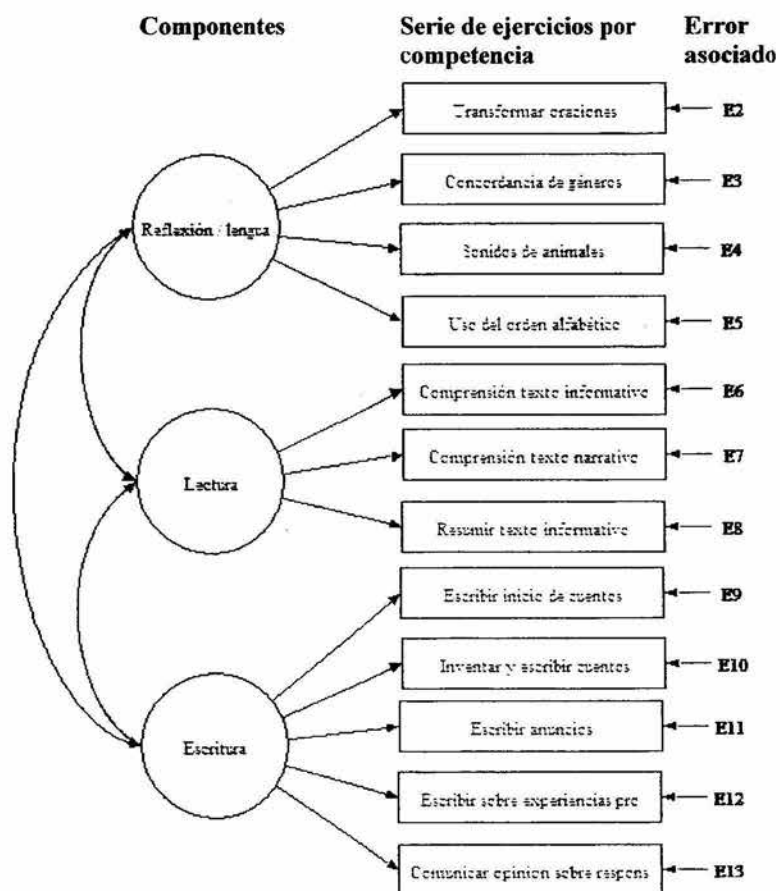 Componentes
Serie de ejercicios por
competencia
Error
asociado
Transformar oraciones
E2
Concordancia de géneros
E3
Reflexión / lengua
Sonidos de animales
E4
Uso del orden alfabético
E5
Comprensión texto informativo
E6
Comprensión texto narrativo
E7
Lectura
Resumir texto informativo
E8
Escribir inicio de cuentos
E9
Inventar y escribir cuentos
E10
Escribir anuncios
E11
Escritura
Escribir sobre experiencias pro
E12
Comunicar opinion sobre respons
E13